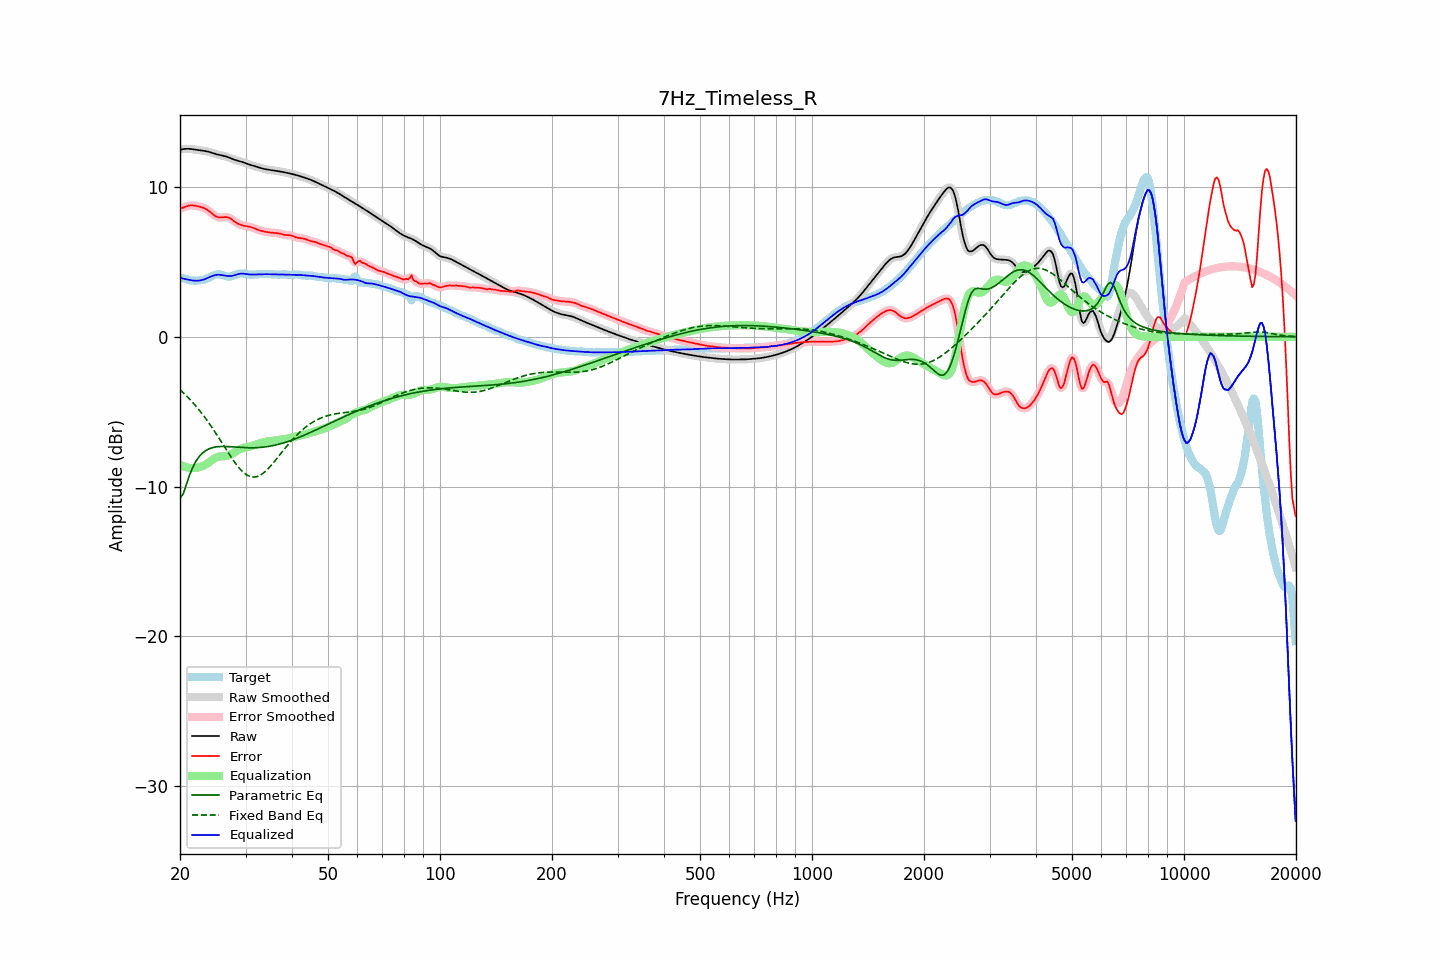 7Hz_Timeless_R
Amplitude (dBr)
10
0
−10
−20
−30
Target
Raw Smoothed
Error Smoothed
Raw
Error
Equalization
Parametric Eq
Fixed Band Eq
Equalized
20 50 100 200 500 1000 2000 5000 10000 20000
Frequency (Hz)